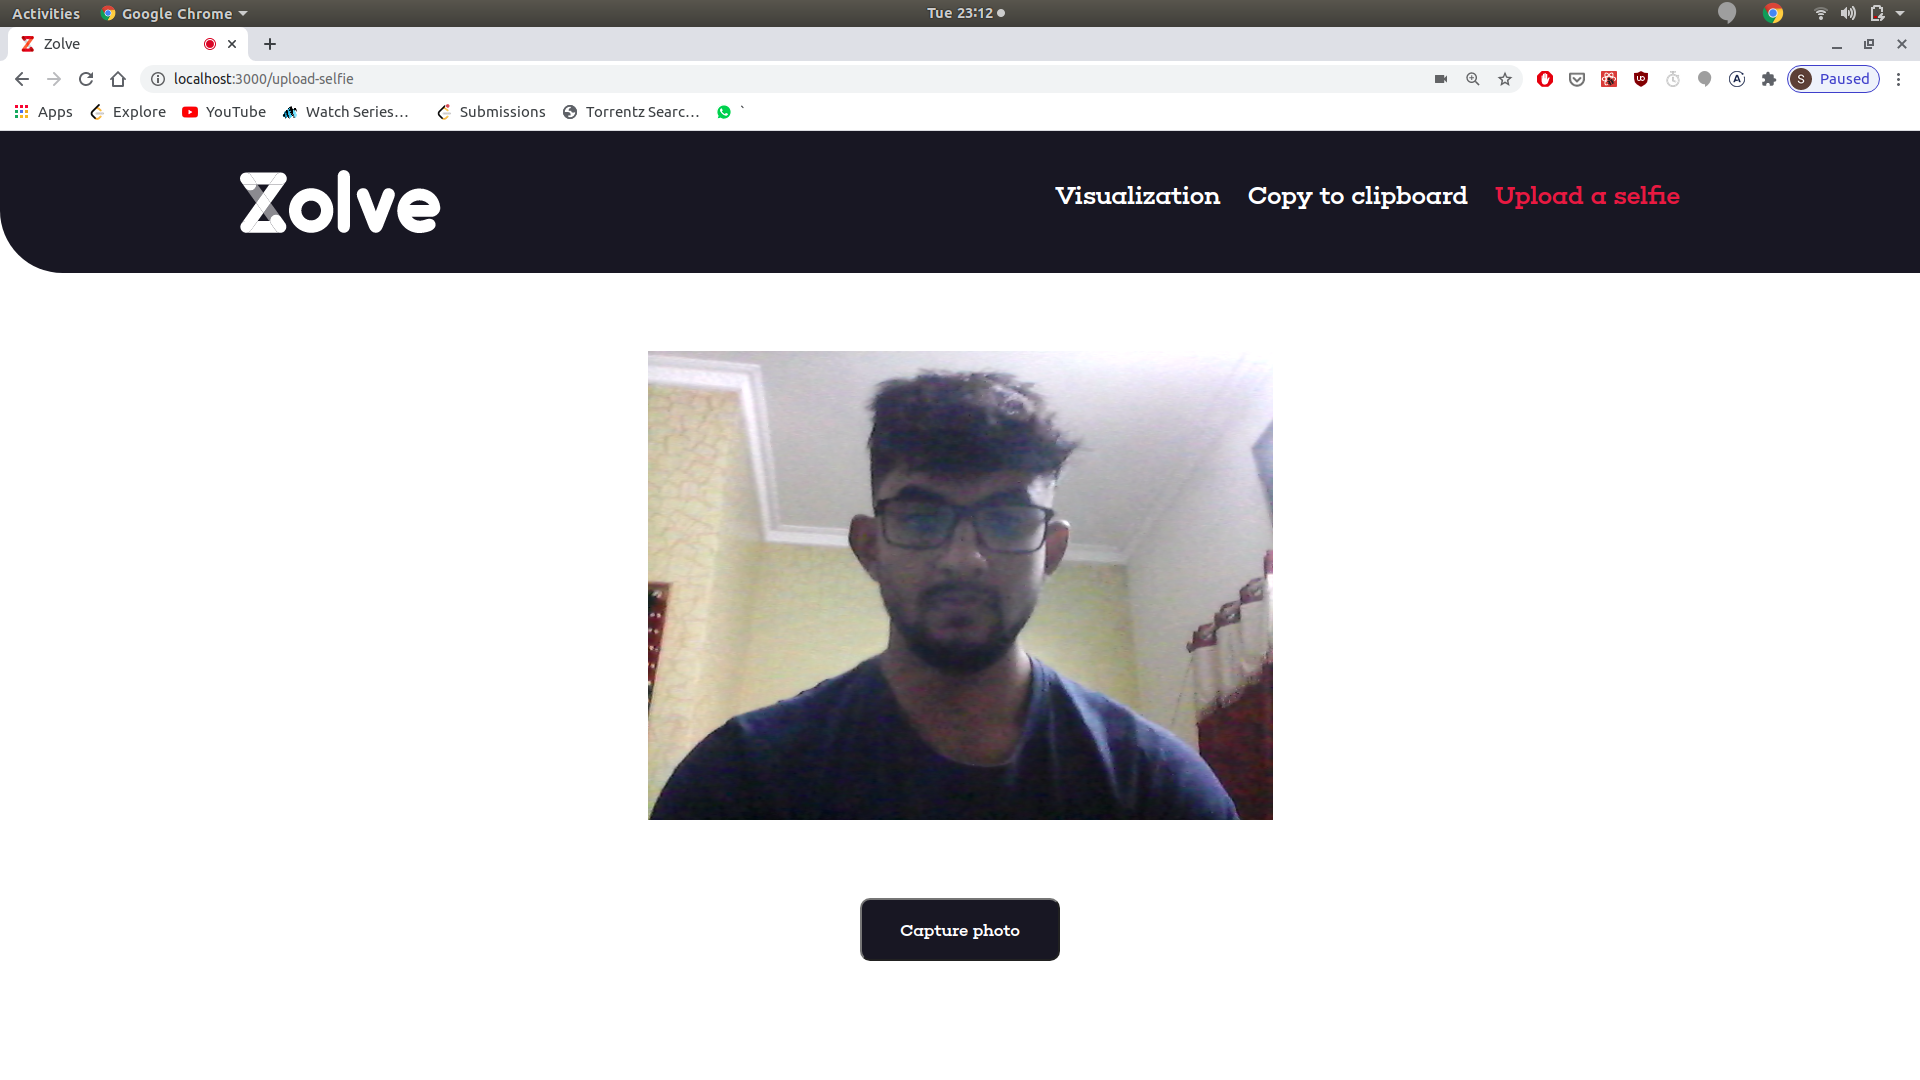 Activities Google Chrome Tue 23:12
Zolve
localhost:3000/upload-selfie S Paused
Apps Explore YouTube Watch Series... Submissions Torrentz Searc... `
Zolve Visualization Copy to clipboard Upload a selfie
Capture photo